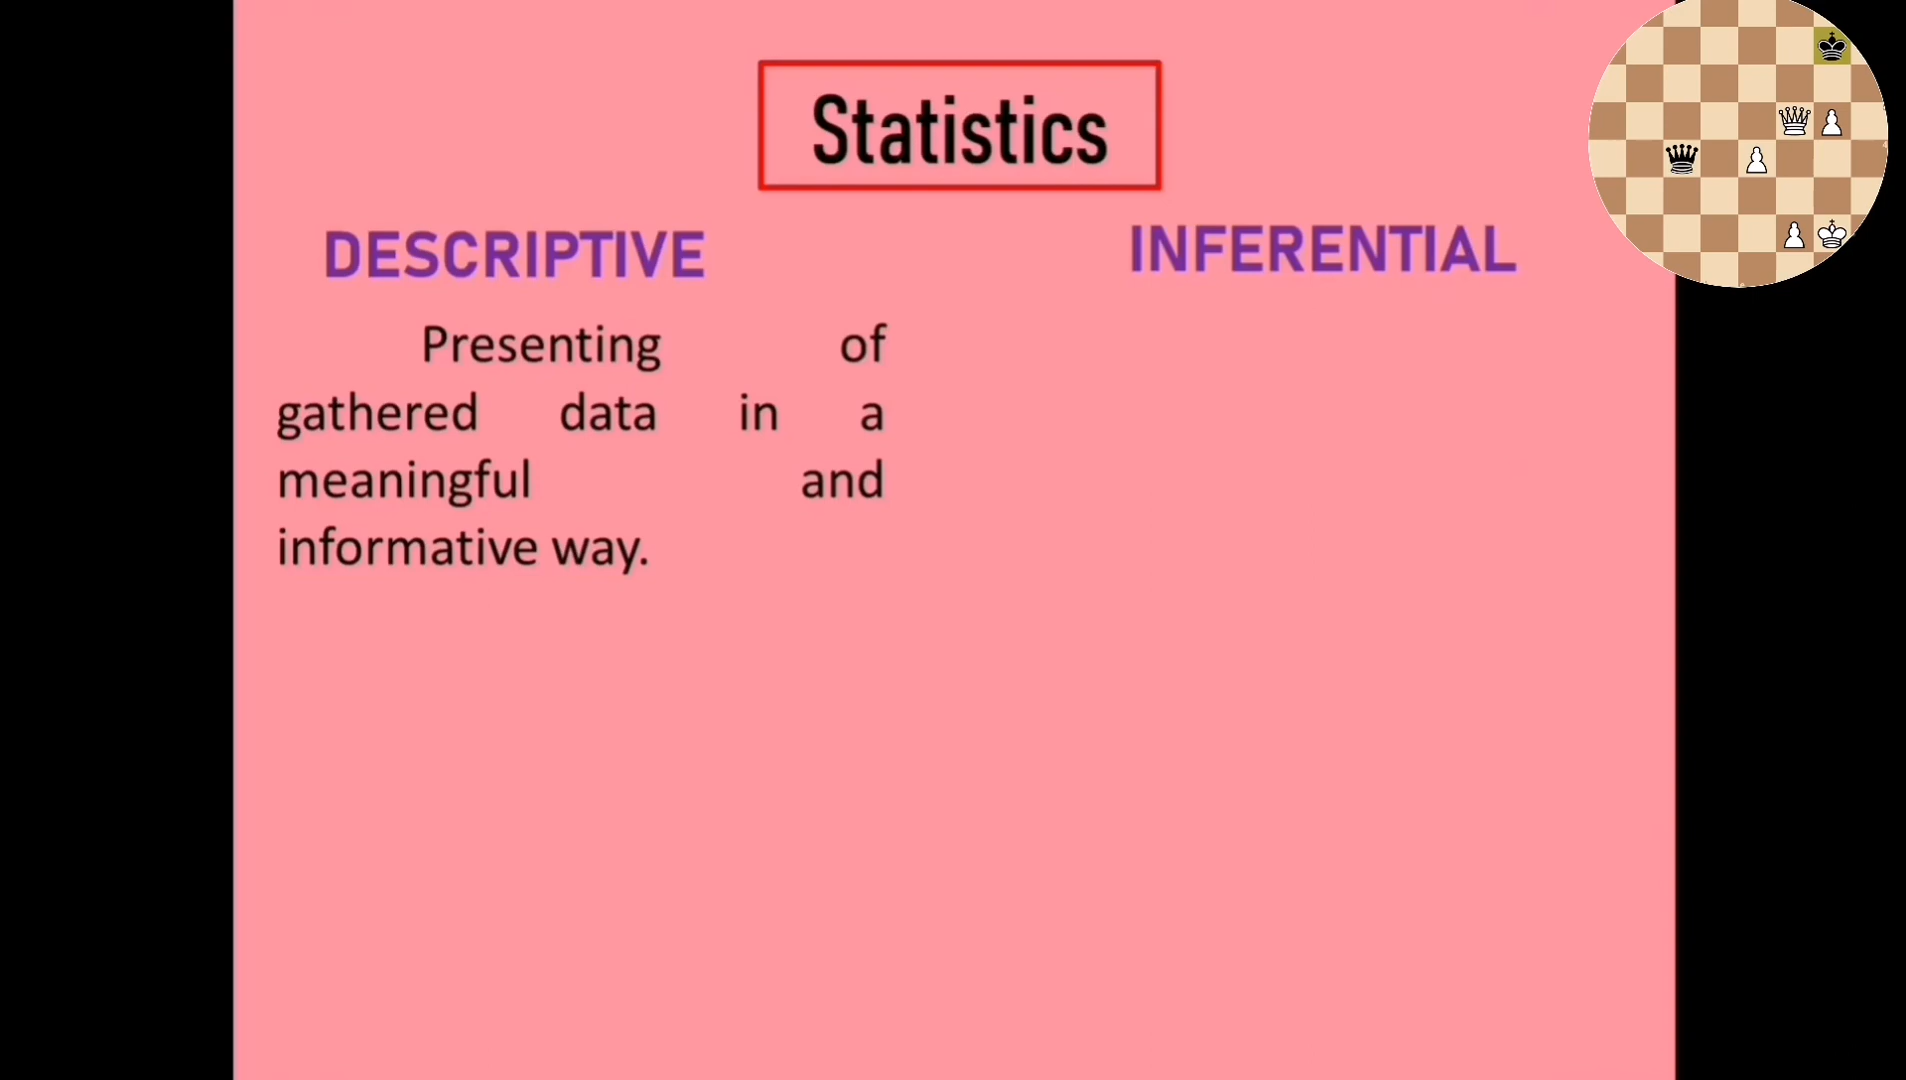 Statistics
DESCRIPTIVE
INFERENTIAL
Presenting of
gathered data in a
meaningful and
informative way.